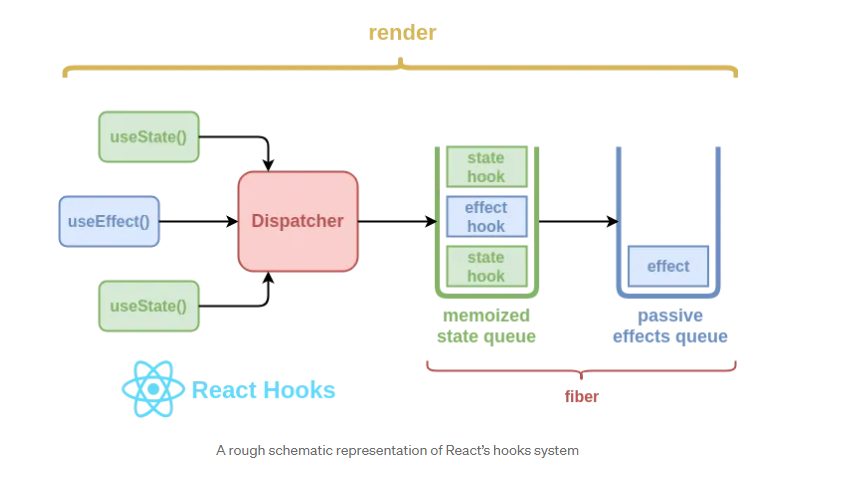 render
useState()
useEffect()
useState()
Dispatcher
state
hook
effect
hook
state
hook
memoized
state queue
effect
passive
effects queue
fiber
React Hooks
A rough schematic representation of React's hooks system